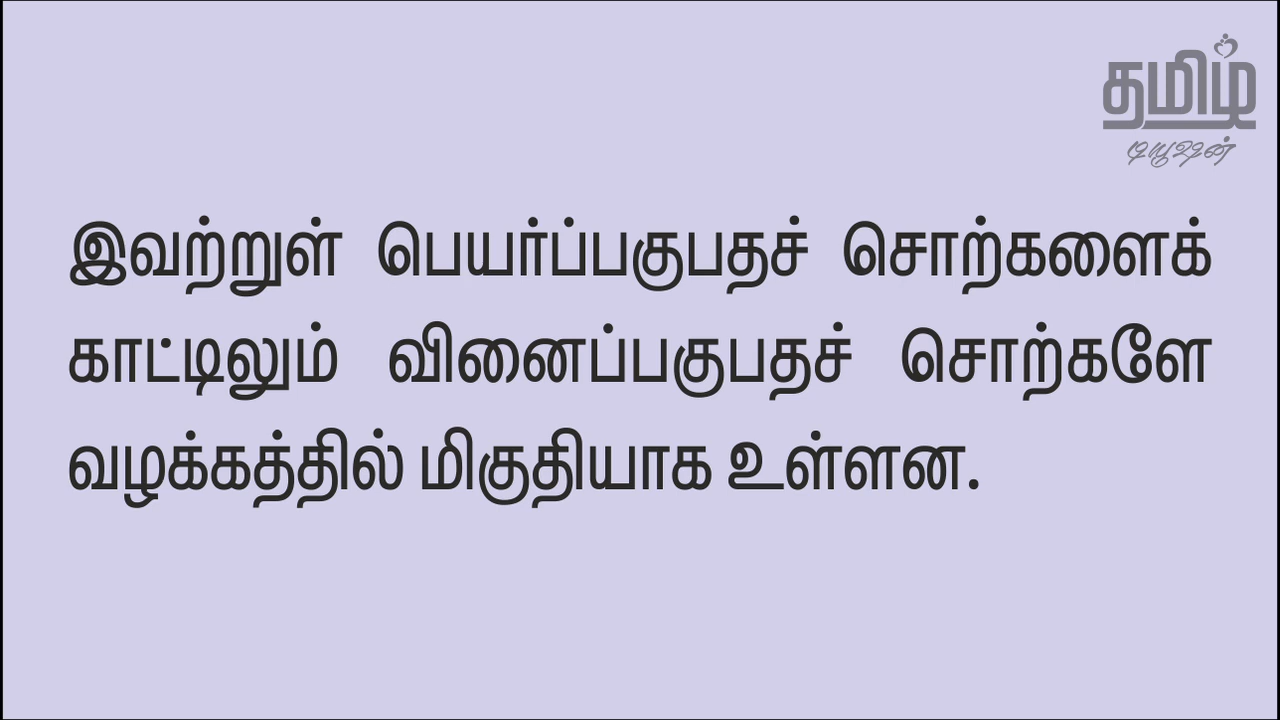 தமிழ்
டியூஷன்
இவற்றுள் பெயர்ப்பகுபதச் சொற்களைக்
காட்டிலும் வினைப்பகுபதச் சொற்களே
வழக்கத்தில் மிகுதியாக உள்ளன.